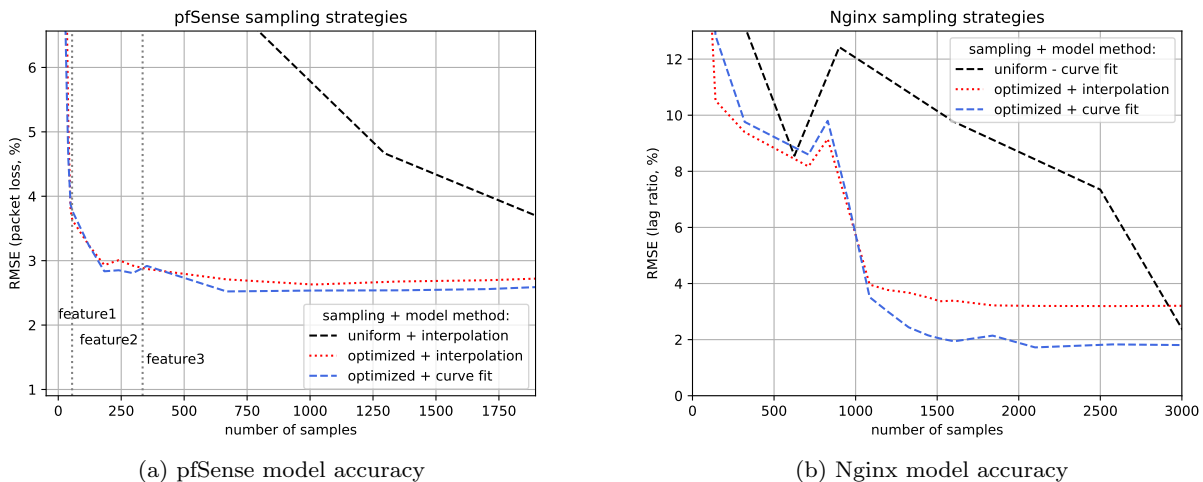 pfSense sampling strategies
RMSE (packet loss, %)
6
5
4
3
2
1
feature1
feature2
feature3
sampling + model method:
uniform + interpolation
optimized + interpolation
optimized + curve fit
0 250 500 750 1000 1250 1500 1750
number of samples
(a) pfSense model accuracy
Nginx sampling strategies
RMSE (lag ratio, %)
12
10
8
6
4
2
0
sampling + model method:
uniform - curve fit
optimized + interpolation
optimized + curve fit
0 500 1000 1500 2000 2500 3000
number of samples
(b) Nginx model accuracy